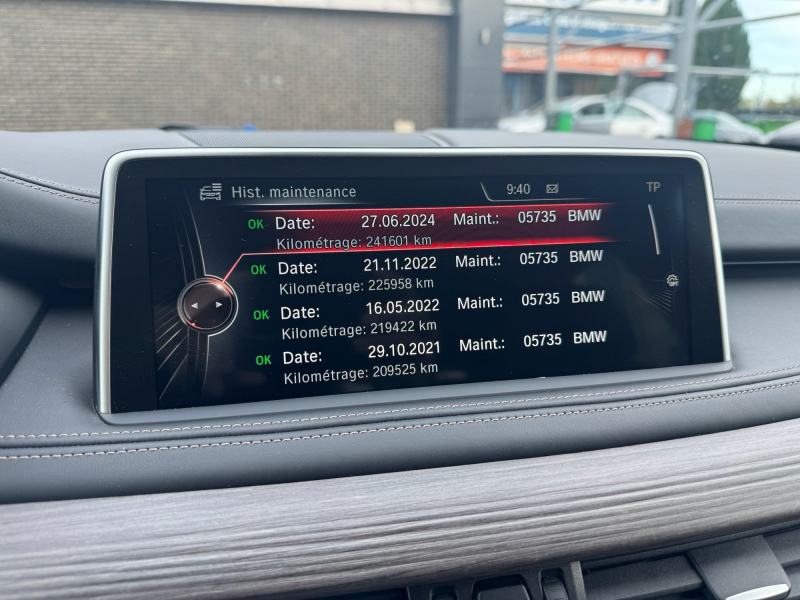 Hist. maintenance 9:40 TP
OK Date: 27.06.2024 Maint.: 05735 BMW
Kilométrage: 241601 km
OK Date: 21.11.2022 Maint.: 05735 BMW
Kilométrage: 225958 km
OK Date: 16.05.2022 Maint.: 05735 BMW
Kilométrage: 219422 km
OK Date: 29.10.2021 Maint.: 05735 BMW
Kilométrage: 209525 km